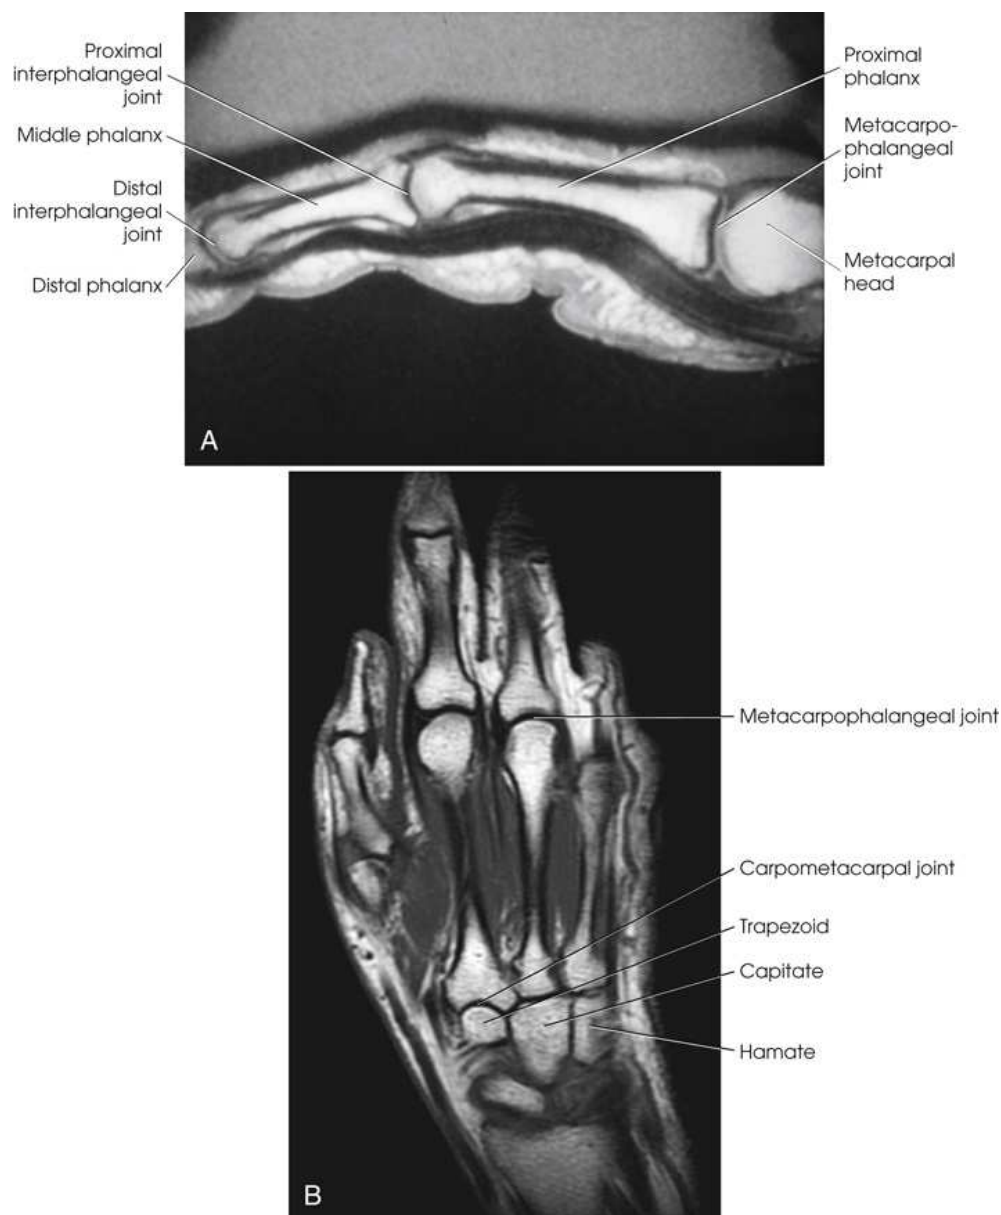 Proximal
interphalangeal
joint
Middle phalanx
Distal
interphalangeal
joint
Distal phalanx
Proximal
phalanx
Metacarpo-
phalangeal
joint
Metacarpal
head
A
Metacarpophalangeal joint
Carpometacarpal joint
Trapezoid
Capitate
Hamate
B